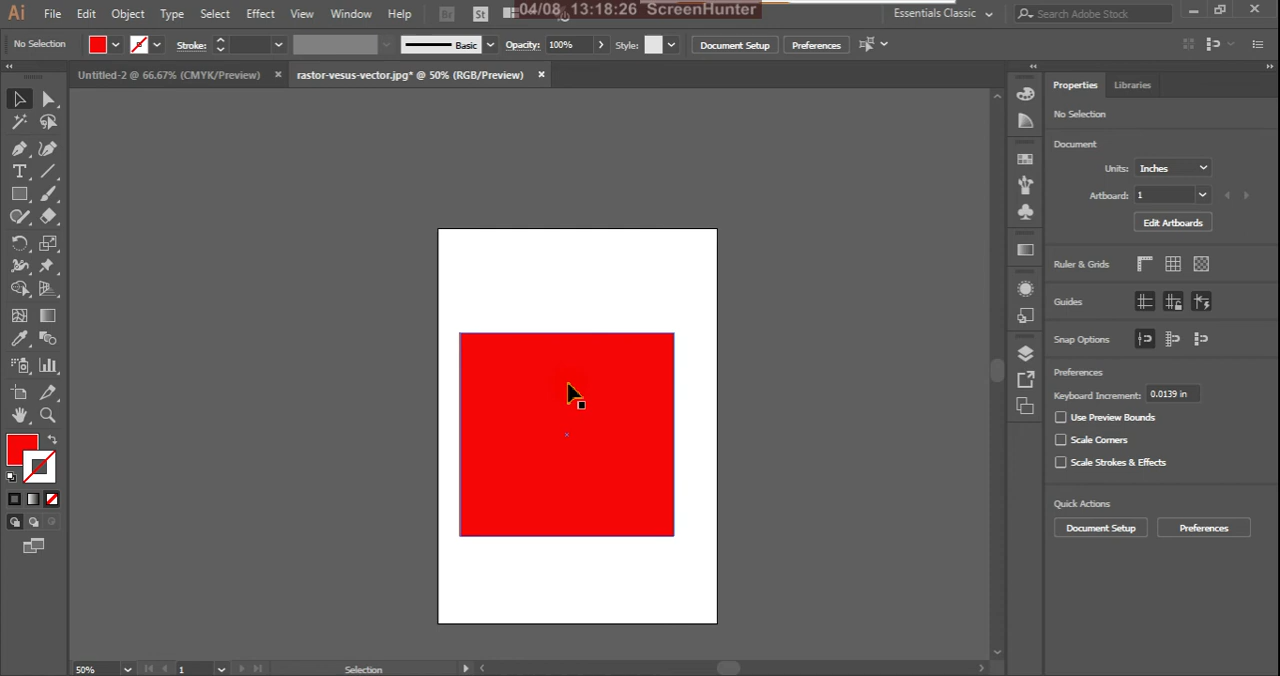 04/08 13:18:26 ScreenHunter
Ai File Edit Object Type Select Effect View Window Help Br St Essentials Classic Search Adobe Stock
No Selection Stroke: Basic Opacity: 100% Style: Document Setup Preferences
Untitled-2 @ 66.67% (CMYK/Preview) rastor-vesus-vector.jpg* @ 50% (RGB/Preview)
Properties Libraries
No Selection
Document
Units: Inches
Artboard: 1
Edit Artboards
Ruler & Grids
Guides
Snap Options
Preferences
Keyboard Increment: 0.0139 in
Use Preview Bounds
Scale Corners
Scale Strokes & Effects
Quick Actions
Document Setup Preferences
50% 1 Selection